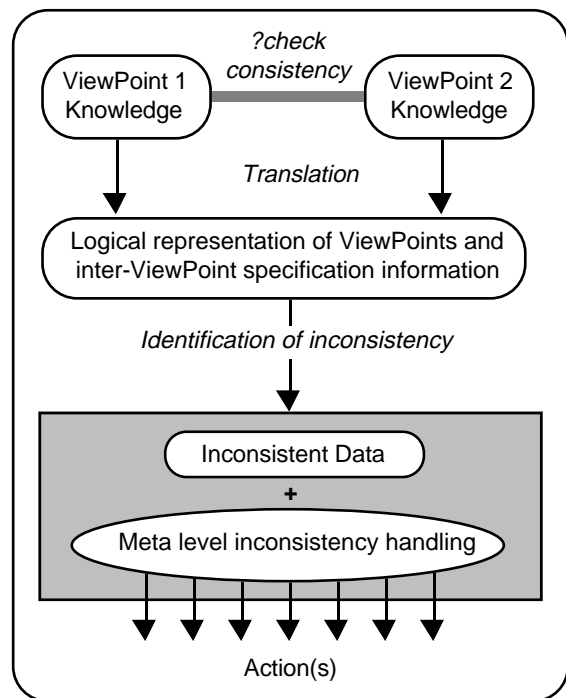 ?check
consistency
ViewPoint 1
Knowledge
ViewPoint 2
Knowledge
Translation
Logical representation of ViewPoints and
inter-ViewPoint specification information
Identification of inconsistency
Inconsistent Data
+
Meta level inconsistency handling
Action(s)